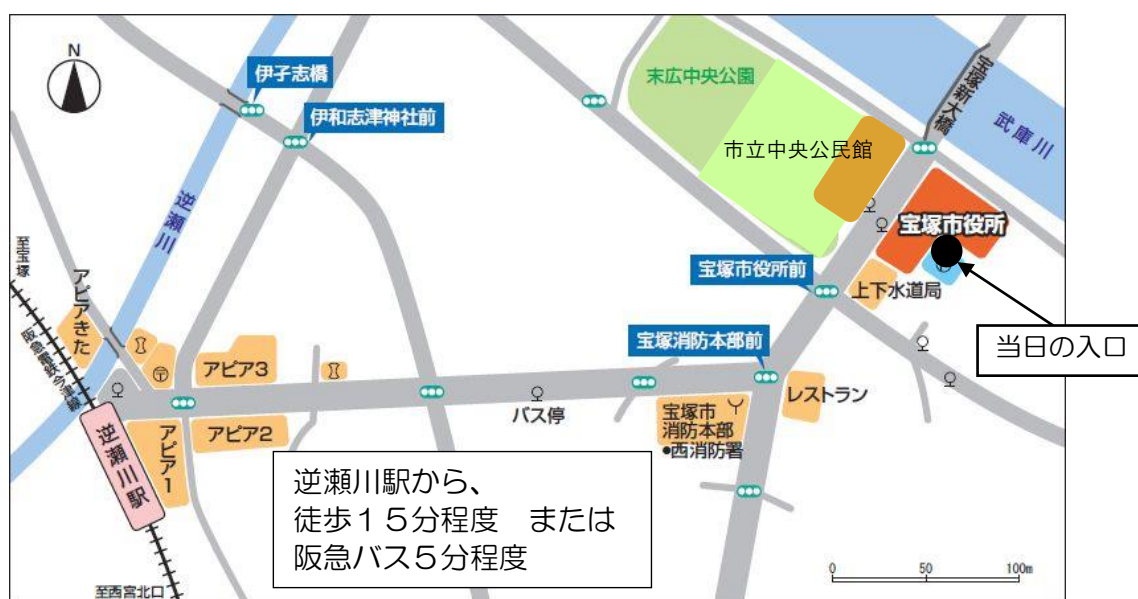 N
伊子志橋
伊和志津神社前
末広中央公園
市立中央公民館
宝塚新大橋
武庫川
逆瀬川
至宝塚
アピアきた
阪急電鉄今津線
宝塚市役所
宝塚市役所前
上下水道局
当日の入口
宝塚消防本部前
アピア3
アピア2
アピア1
バス停
レストラン
宝塚市
消防本部
●西消防署
逆瀬川駅
至西宮北口
逆瀬川駅から、
徒歩15分程度　または
阪急バス5分程度
0 50 100m